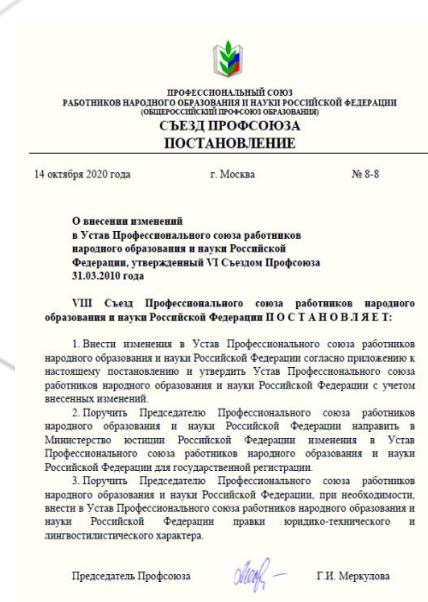 ПРОФЕССИОНАЛЬНЫЙ СОЮЗ
РАБОТНИКОВ НАРОДНОГО ОБРАЗОВАНИЯ И НАУКИ РОССИЙСКОЙ ФЕДЕРАЦИИ
(ОБЩЕРОССИЙСКИЙ ПРОФСОЮЗ ОБРАЗОВАНИЯ)
СЪЕЗД ПРОФСОЮЗА
ПОСТАНОВЛЕНИЕ
14 октября 2020 года г. Москва № 8-8
О внесении изменений
в Устав Профессионального союза работников
народного образования и науки Российской
Федерации, утвержденный VI Съездом Профсоюза
31.03.2010 года
VIII Съезд Профессионального союза работников народного
образования и науки Российской Федерации П О С Т А Н О В Л Я Е Т:
1. Внести изменения в Устав Профессионального союза работников
народного образования и науки Российской Федерации согласно приложению к
настоящему постановлению и утвердить Устав Профессионального союза
работников народного образования и науки Российской Федерации с учетом
внесенных изменений.
2. Поручить Председателю Профессионального союза работников
народного образования и науки Российской Федерации направить в
Министерство юстиции Российской Федерации изменения в Устав
Профессионального союза работников народного образования и науки
Российской Федерации для государственной регистрации.
3. Поручить Председателю Профессионального союза работников
народного образования и науки Российской Федерации, при необходимости,
внести в Устав Профессионального союза работников народного образования и
науки Российской Федерации правки юридико-технического и
лингвостилистического характера.
Председатель Профсоюза Г.И. Меркулова